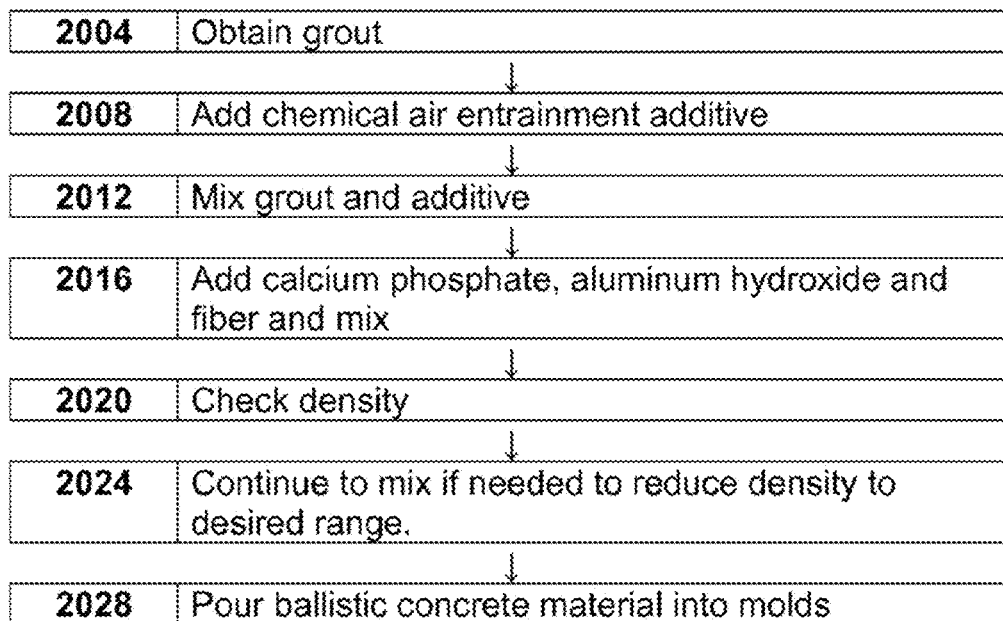 2004 Obtain grout
↓
2008 Add chemical air entrainment additive
↓
2012 Mix grout and additive
↓
2016 Add calcium phosphate, aluminum hydroxide and
fiber and mix
↓
2020 Check density
↓
2024 Continue to mix if needed to reduce density to
desired range.
↓
2028 Pour ballistic concrete material into molds